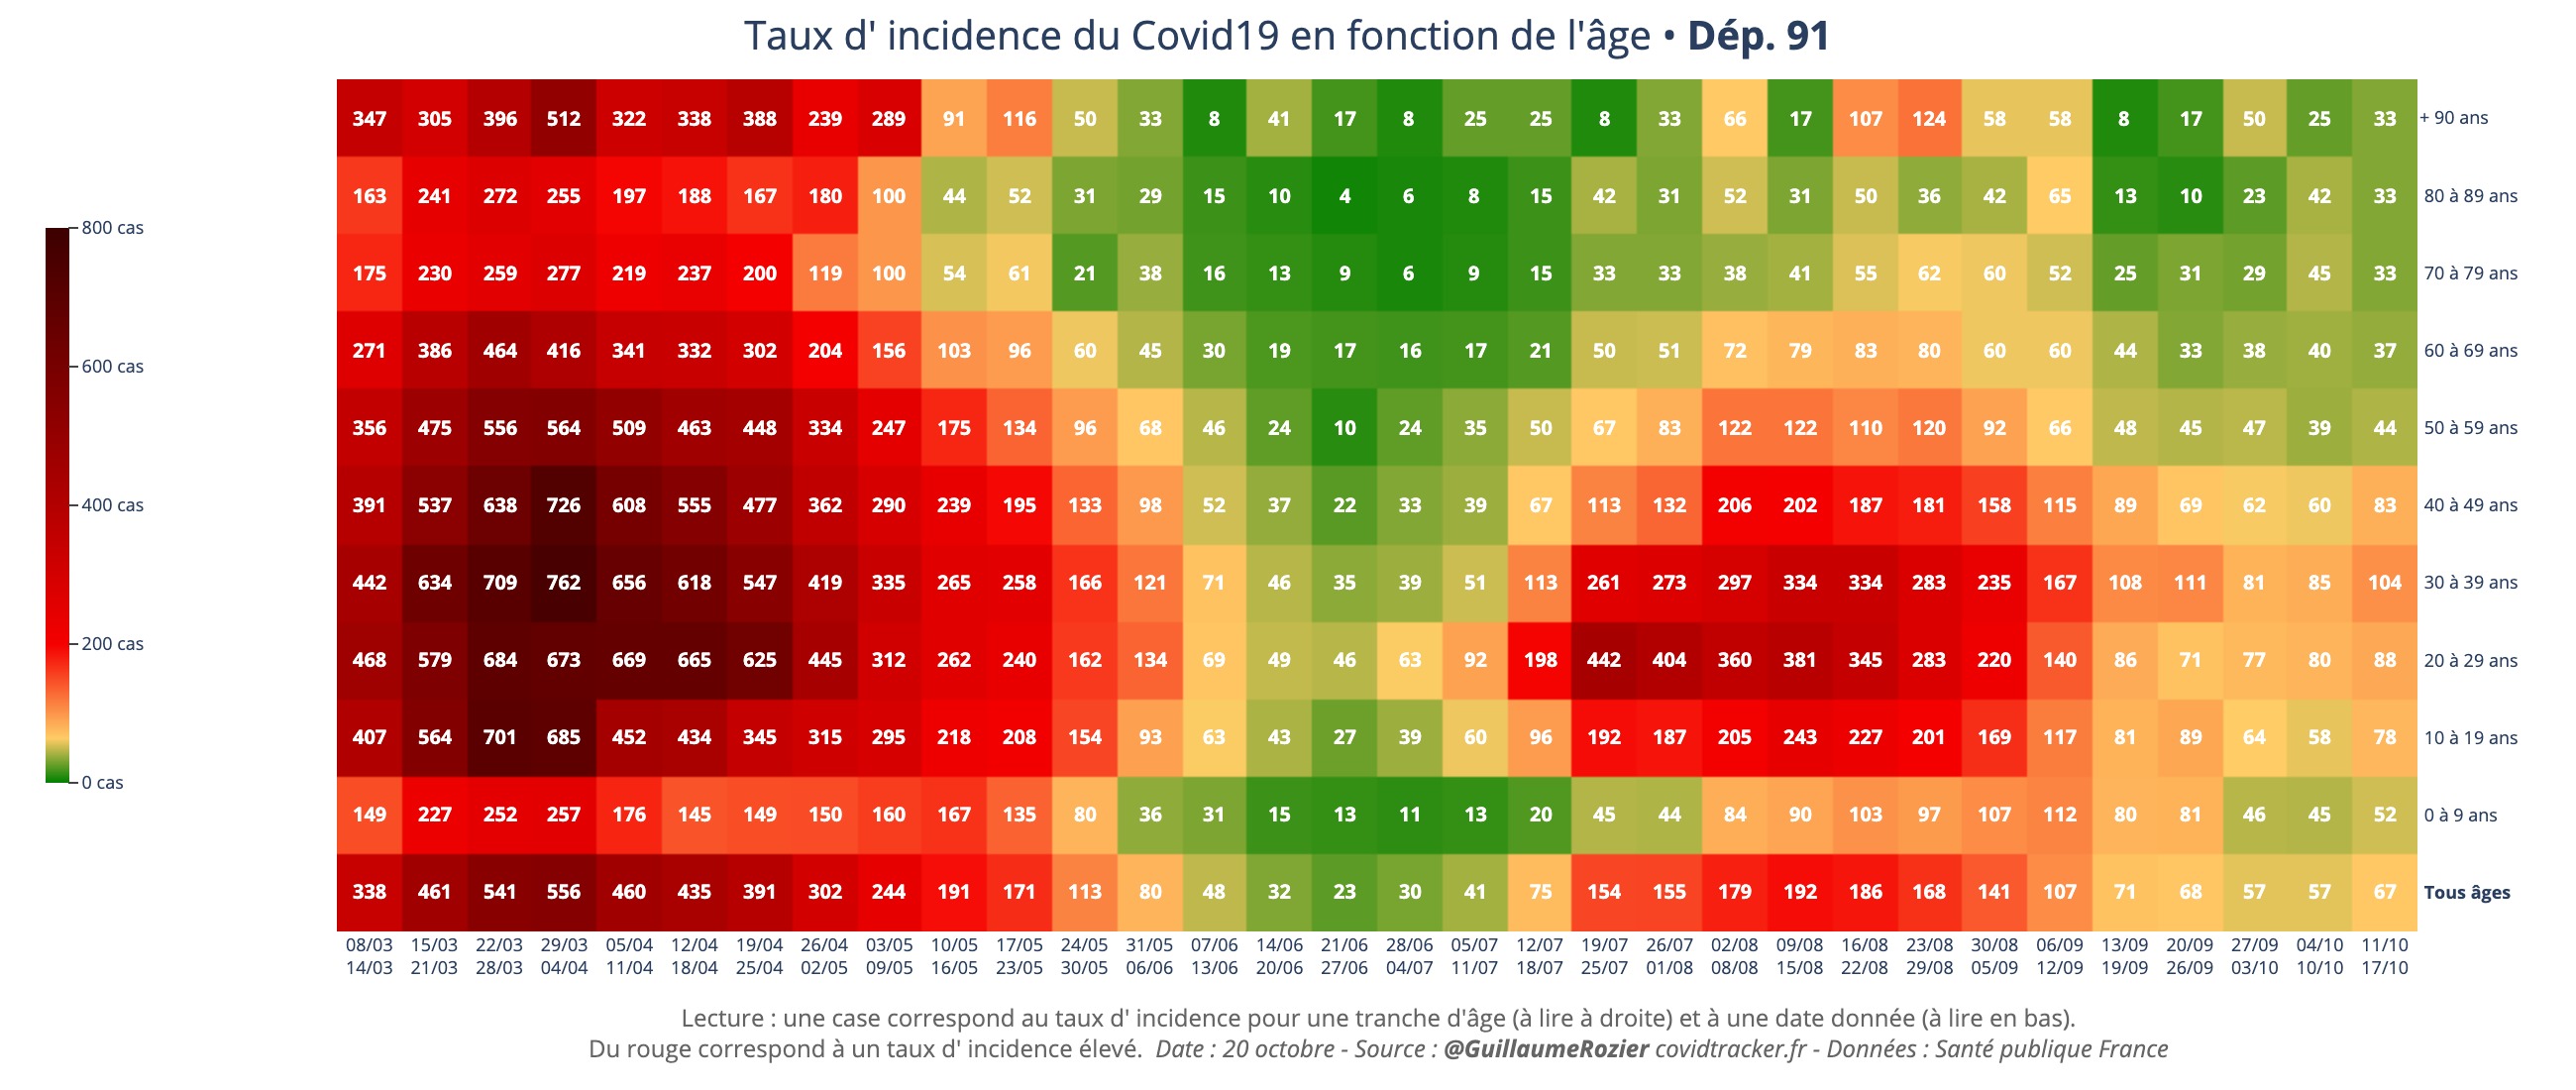 Taux d' incidence du Covid19 en fonction de l'âge • Dép. 91
800 cas
600 cas
400 cas
200 cas
0 cas
347 305 396 512 322 338 388 239 289 91 116 50 33 8 41 17 8 25 25 8 33 66 17 107 124 58 58 8 17 50 25 33 + 90 ans
163 241 272 255 197 188 167 180 100 44 52 31 29 15 10 4 6 8 15 42 31 52 31 50 36 42 65 13 10 23 42 33 80 à 89 ans
175 230 259 277 219 237 200 119 100 54 61 21 38 16 13 9 6 9 15 33 33 38 41 55 62 60 52 25 31 29 45 33 70 à 79 ans
271 386 464 416 341 332 302 204 156 103 96 60 45 30 19 17 16 17 21 50 51 72 79 83 80 60 60 44 33 38 40 37 60 à 69 ans
356 475 556 564 509 463 448 334 247 175 134 96 68 46 24 10 24 35 50 67 83 122 122 110 120 92 66 48 45 47 39 44 50 à 59 ans
391 537 638 726 608 555 477 362 290 239 195 133 98 52 37 22 33 39 67 113 132 206 202 187 181 158 115 89 69 62 60 83 40 à 49 ans
442 634 709 762 656 618 547 419 335 265 258 166 121 71 46 35 39 51 113 261 273 297 334 334 283 235 167 108 111 81 85 104 30 à 39 ans
468 579 684 673 669 665 625 445 312 262 240 162 134 69 49 46 63 92 198 442 404 360 381 345 283 220 140 86 71 77 80 88 20 à 29 ans
407 564 701 685 452 434 345 315 295 218 208 154 93 63 43 27 39 60 96 192 187 205 243 227 201 169 117 81 89 64 58 78 10 à 19 ans
149 227 252 257 176 145 149 150 160 167 135 80 36 31 15 13 11 13 20 45 44 84 90 103 97 107 112 80 81 46 45 52 0 à 9 ans
338 461 541 556 460 435 391 302 244 191 171 113 80 48 32 23 30 41 75 154 155 179 192 186 168 141 107 71 68 57 57 67 Tous âges
08/03 15/03 22/03 29/03 05/04 12/04 19/04 26/04 03/05 10/05 17/05 24/05 31/05 07/06 14/06 21/06 28/06 05/07 12/07 19/07 26/07 02/08 09/08 16/08 23/08 30/08 06/09 13/09 20/09 27/09 04/10 11/10
14/03 21/03 28/03 04/04 11/04 18/04 25/04 02/05 09/05 16/05 23/05 30/05 06/06 13/06 20/06 27/06 04/07 11/07 18/07 25/07 01/08 08/08 15/08 22/08 29/08 05/09 12/09 19/09 26/09 03/10 10/10 17/10
Lecture : une case correspond au taux d' incidence pour une tranche d'âge (à lire à droite) et à une date donnée (à lire en bas).
Du rouge correspond à un taux d' incidence élevé. Date : 20 octobre - Source : @GuillaumeRozier covidtracker.fr - Données : Santé publique France